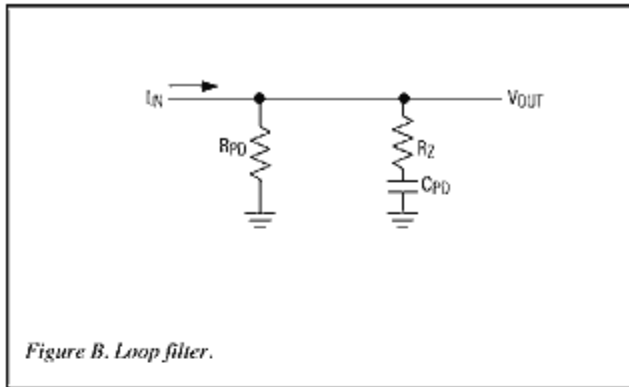 IIN
VOUT
RPD
RZ
CPD
Figure B. Loop filter.